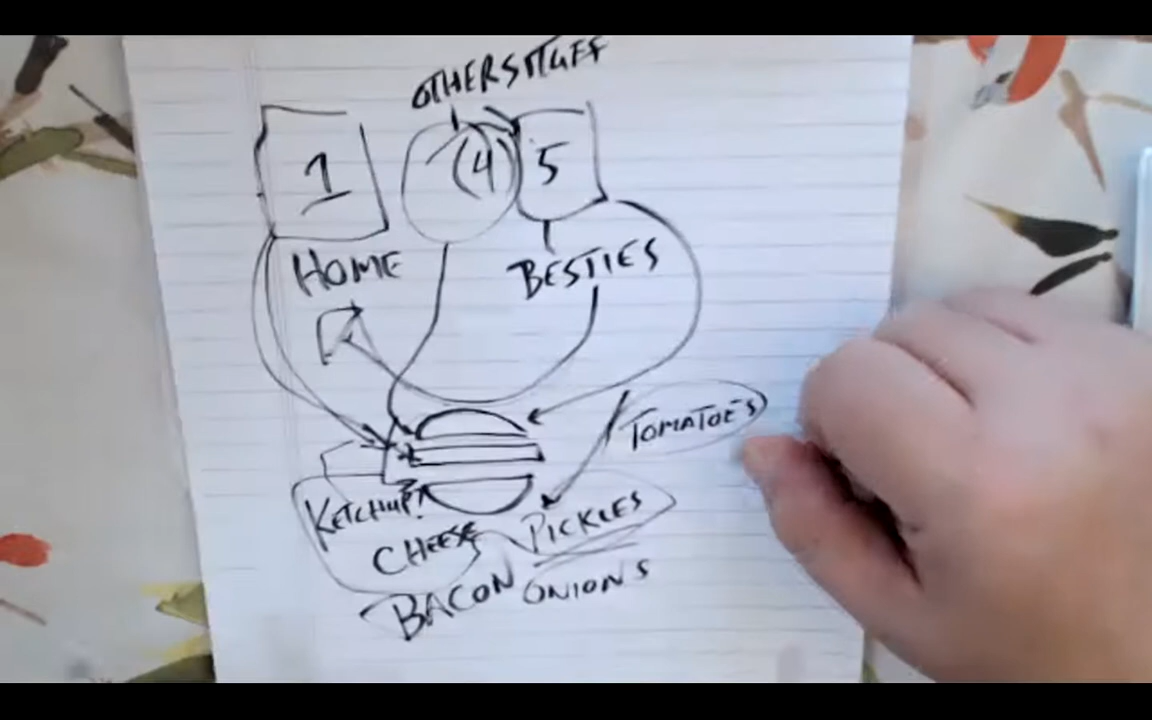 OTHERSTUFF
1
(4)
5
HOME
BESTIES
TOMATOES
KETCHUP?
PICKLES
CHEESE
BACON
ONIONS